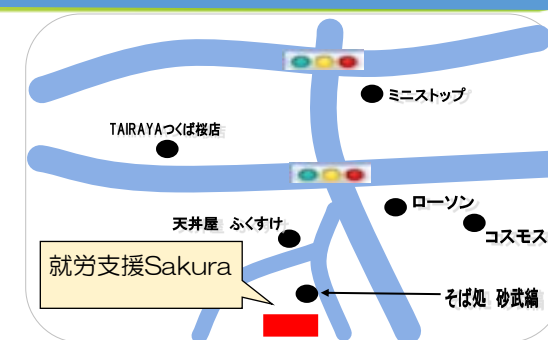 ミニストップ
TAIRAYAつくば桜店
ローソン
天丼屋 ふくすけ
コスモス
就労支援Sakura
そば処 砂武縞